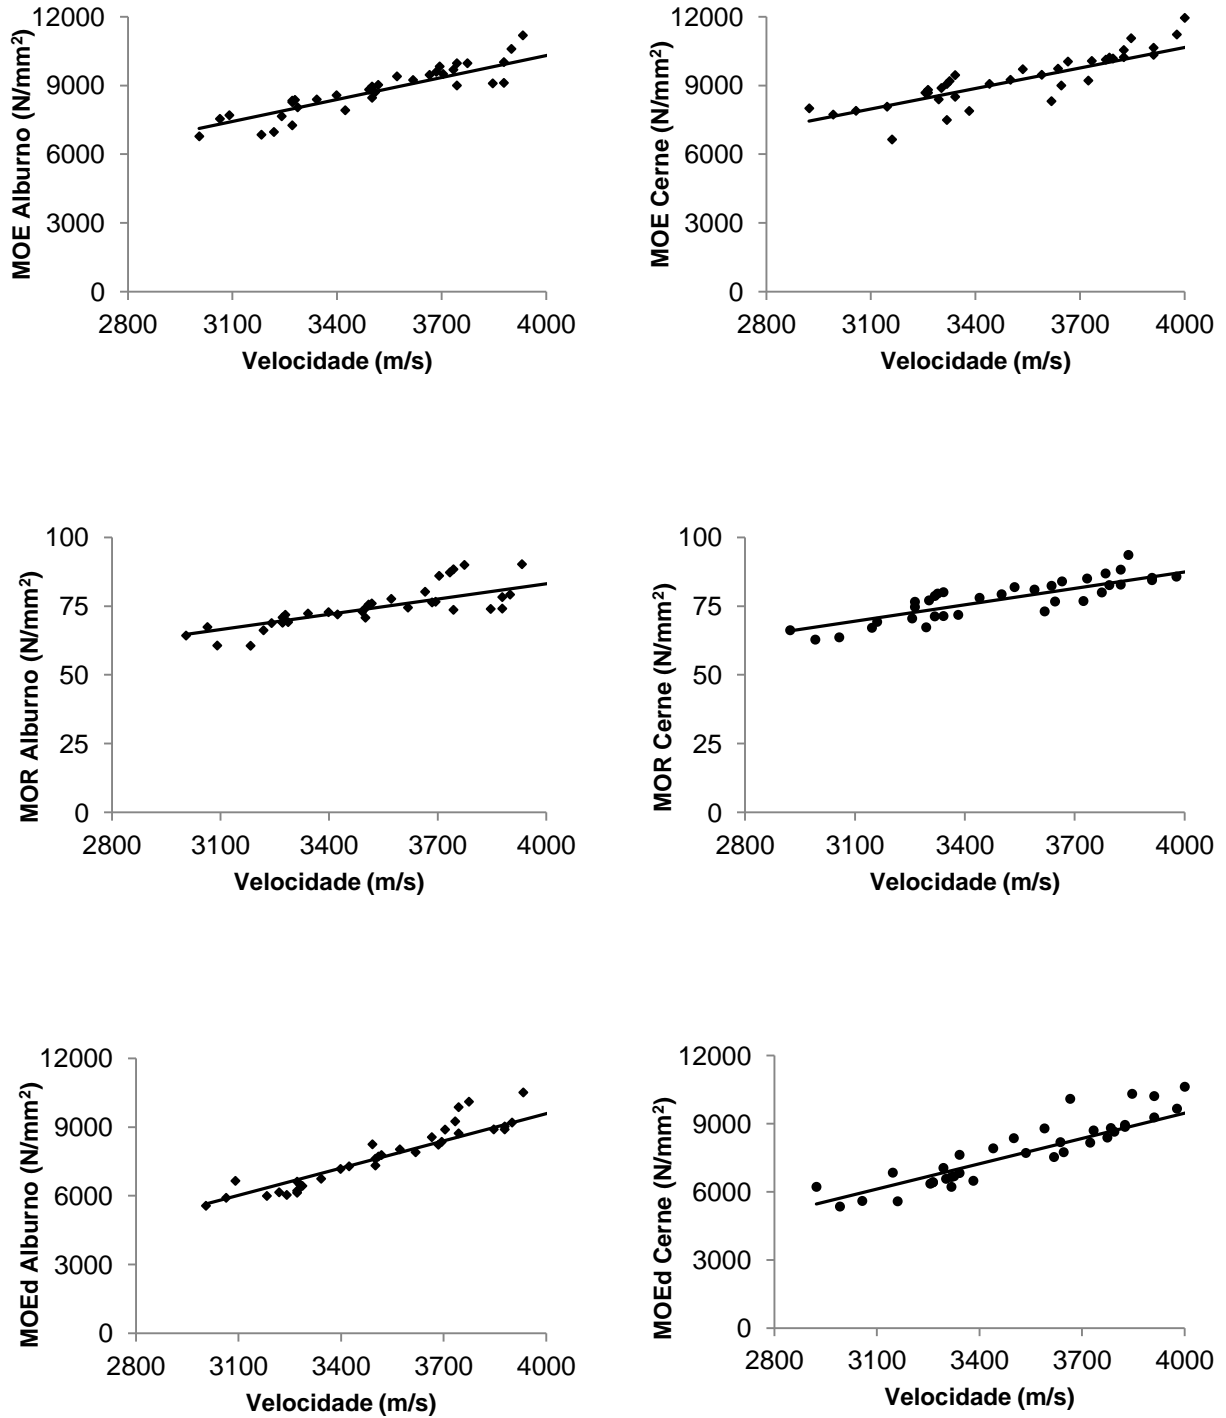 MOE Alburno (N/mm²)
12000
9000
6000
3000
0
2800 3100 3400 3700 4000
Velocidade (m/s)
MOE Cerne (N/mm²)
12000
9000
6000
3000
0
2800 3100 3400 3700 4000
Velocidade (m/s)
MOR Alburno (N/mm²)
100
75
50
25
0
2800 3100 3400 3700 4000
Velocidade (m/s)
MOR Cerne (N/mm²)
100
75
50
25
0
2800 3100 3400 3700 4000
Velocidade (m/s)
MOEd Alburno (N/mm²)
12000
9000
6000
3000
0
2800 3100 3400 3700 4000
Velocidade (m/s)
MOEd Cerne (N/mm²)
12000
9000
6000
3000
0
2800 3100 3400 3700 4000
Velocidade (m/s)